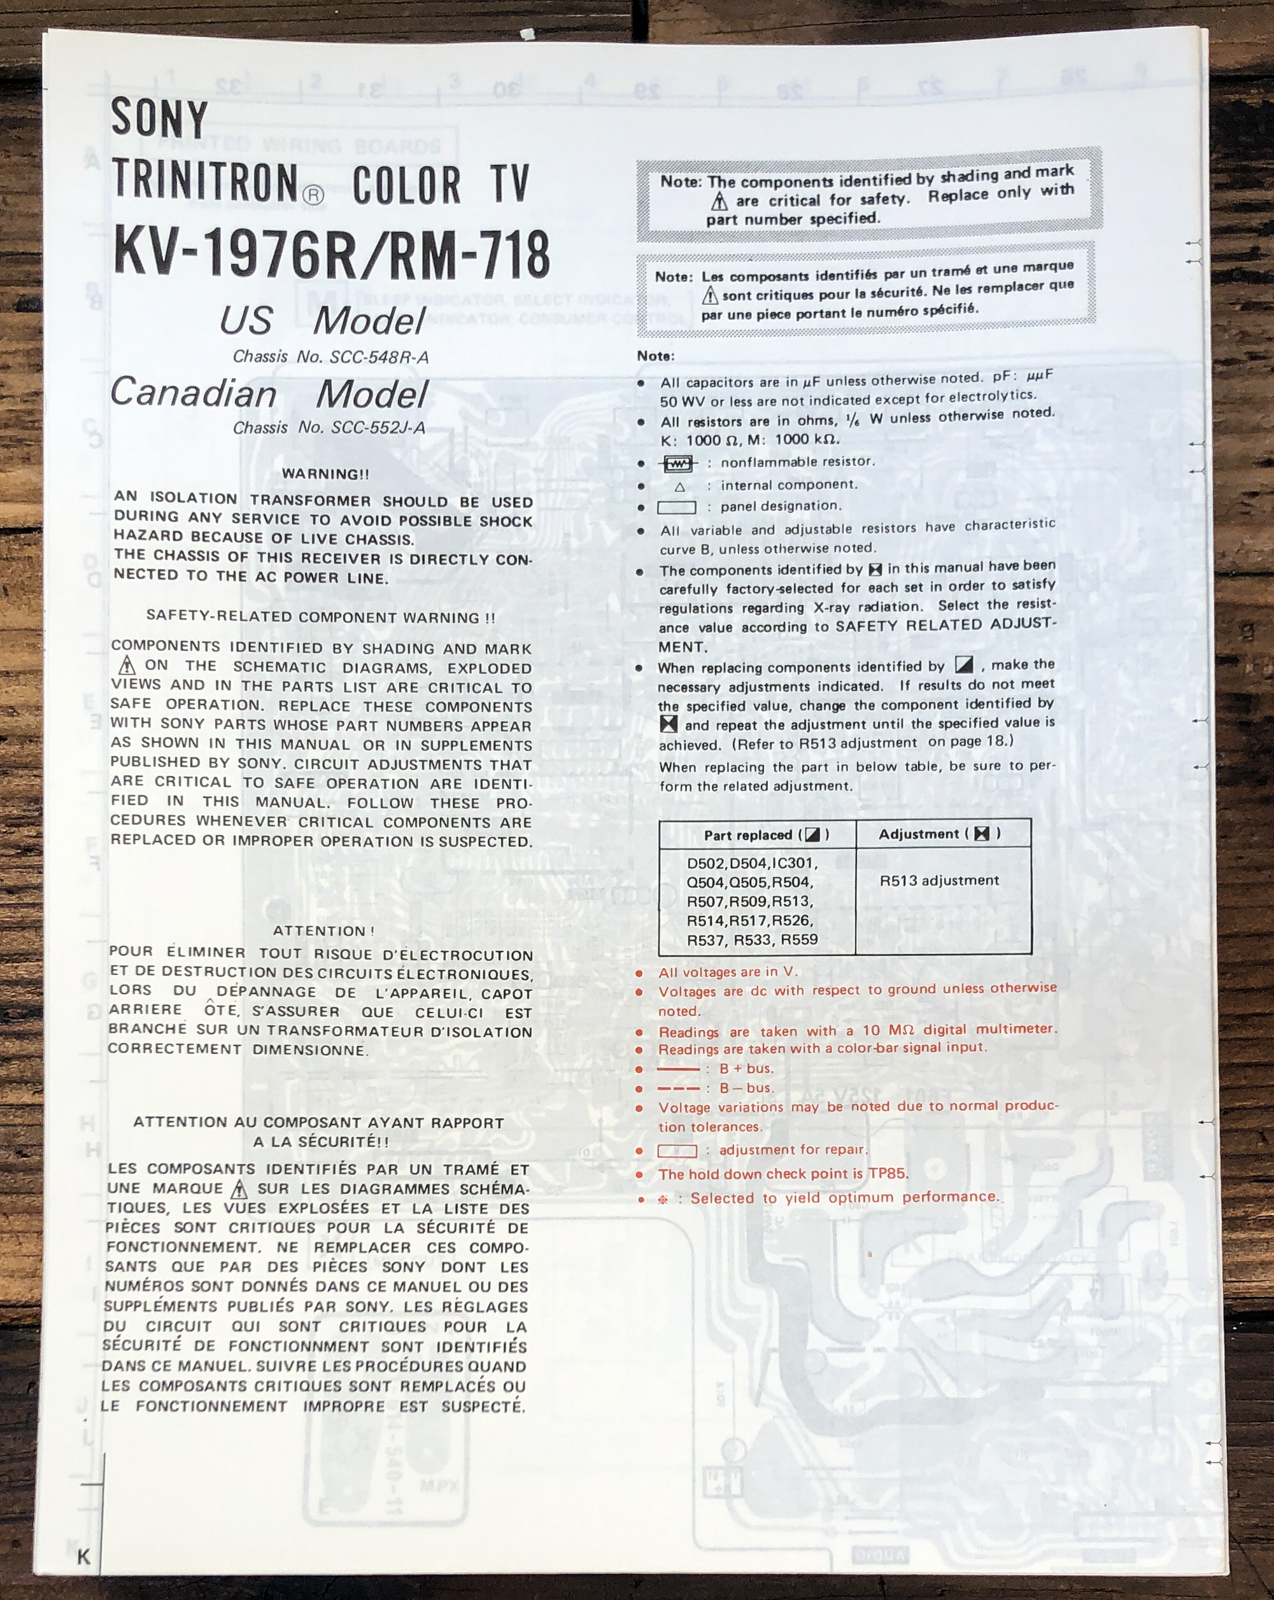 SONY
TRINITRON® COLOR TV
KV-1976R/RM-718
US Model
Chassis No. SCC-548R-A
Canadian Model
Chassis No. SCC-552J-A
WARNING!!
AN ISOLATION TRANSFORMER SHOULD BE USED
DURING ANY SERVICE TO AVOID POSSIBLE SHOCK
HAZARD BECAUSE OF LIVE CHASSIS.
THE CHASSIS OF THIS RECEIVER IS DIRECTLY CON-
NECTED TO THE AC POWER LINE.
SAFETY-RELATED COMPONENT WARNING !!
COMPONENTS IDENTIFIED BY SHADING AND MARK
⚠ ON THE SCHEMATIC DIAGRAMS, EXPLODED
VIEWS AND IN THE PARTS LIST ARE CRITICAL TO
SAFE OPERATION. REPLACE THESE COMPONENTS
WITH SONY PARTS WHOSE PART NUMBERS APPEAR
AS SHOWN IN THIS MANUAL OR IN SUPPLEMENTS
PUBLISHED BY SONY. CIRCUIT ADJUSTMENTS THAT
ARE CRITICAL TO SAFE OPERATION ARE IDENTI-
FIED IN THIS MANUAL. FOLLOW THESE PRO-
CEDURES WHENEVER CRITICAL COMPONENTS ARE
REPLACED OR IMPROPER OPERATION IS SUSPECTED.
ATTENTION !
POUR ÉLIMINER TOUT RISQUE D'ÉLECTROCUTION
ET DE DESTRUCTION DES CIRCUITS ÉLECTRONIQUES,
LORS DU DÉPANNAGE DE L'APPAREIL, CAPOT
ARRIERE ÔTE, S'ASSURER QUE CELUI-CI EST
BRANCHÉ SUR UN TRANSFORMATEUR D'ISOLATION
CORRECTEMENT DIMENSIONNE.
ATTENTION AU COMPOSANT AYANT RAPPORT
A LA SÉCURITÉ!!
LES COMPOSANTS IDENTIFIÉS PAR UN TRAMÉ ET
UNE MARQUE ⚠ SUR LES DIAGRAMMES SCHÉMA-
TIQUES, LES VUES EXPLOSÉES ET LA LISTE DES
PIÈCES SONT CRITIQUES POUR LA SÉCURITÉ DE
FONCTIONNEMENT. NE REMPLACER CES COMPO-
SANTS QUE PAR DES PIÈCES SONY DONT LES
NUMÉROS SONT DONNÉS DANS CE MANUEL OU DES
SUPPLÉMENTS PUBLIÉS PAR SONY. LES RÉGLAGES
DU CIRCUIT QUI SONT CRITIQUES POUR LA
SÉCURITÉ DE FONCTIONNMENT SONT IDENTIFIÉS
DANS CE MANUEL. SUIVRE LES PROCÉDURES QUAND
LES COMPOSANTS CRITIQUES SONT REMPLACÉS OU
LE FONCTIONNEMENT IMPROPRE EST SUSPECTÉ.
K
Note: The components identified by shading and mark
⚠ are critical for safety. Replace only with
part number specified.
Note: Les composants identifiés par un tramé et une marque
⚠ sont critiques pour la sécurité. Ne les remplacer que
par une piece portant le numéro spécifié.
Note:
• All capacitors are in μF unless otherwise noted. pF: μμF
50 WV or less are not indicated except for electrolytics.
• All resistors are in ohms, 1/6 W unless otherwise noted.
K: 1000 Ω, M: 1000 kΩ.
• : nonflammable resistor.
• △ : internal component.
• : panel designation.
• All variable and adjustable resistors have characteristic
curve B, unless otherwise noted.
• The components identified by ⧓ in this manual have been
carefully factory-selected for each set in order to satisfy
regulations regarding X-ray radiation. Select the resist-
ance value according to SAFETY RELATED ADJUST-
MENT.
• When replacing components identified by ◪ , make the
necessary adjustments indicated. If results do not meet
the specified value, change the component identified by
⧓ and repeat the adjustment until the specified value is
achieved. (Refer to R513 adjustment on page 18.)
When replacing the part in below table, be sure to per-
form the related adjustment.
Part replaced (◪) Adjustment (⧓)
D502,D504,IC301,
Q504,Q505,R504,
R507,R509,R513,
R514,R517,R526,
R537, R533, R559
R513 adjustment
• All voltages are in V.
• Voltages are dc with respect to ground unless otherwise
noted.
• Readings are taken with a 10 MΩ digital multimeter.
• Readings are taken with a color-bar signal input.
• : B + bus.
• : B – bus.
• Voltage variations may be noted due to normal produc-
tion tolerances.
• : adjustment for repair.
• The hold down check point is TP85.
• ※ : Selected to yield optimum performance.